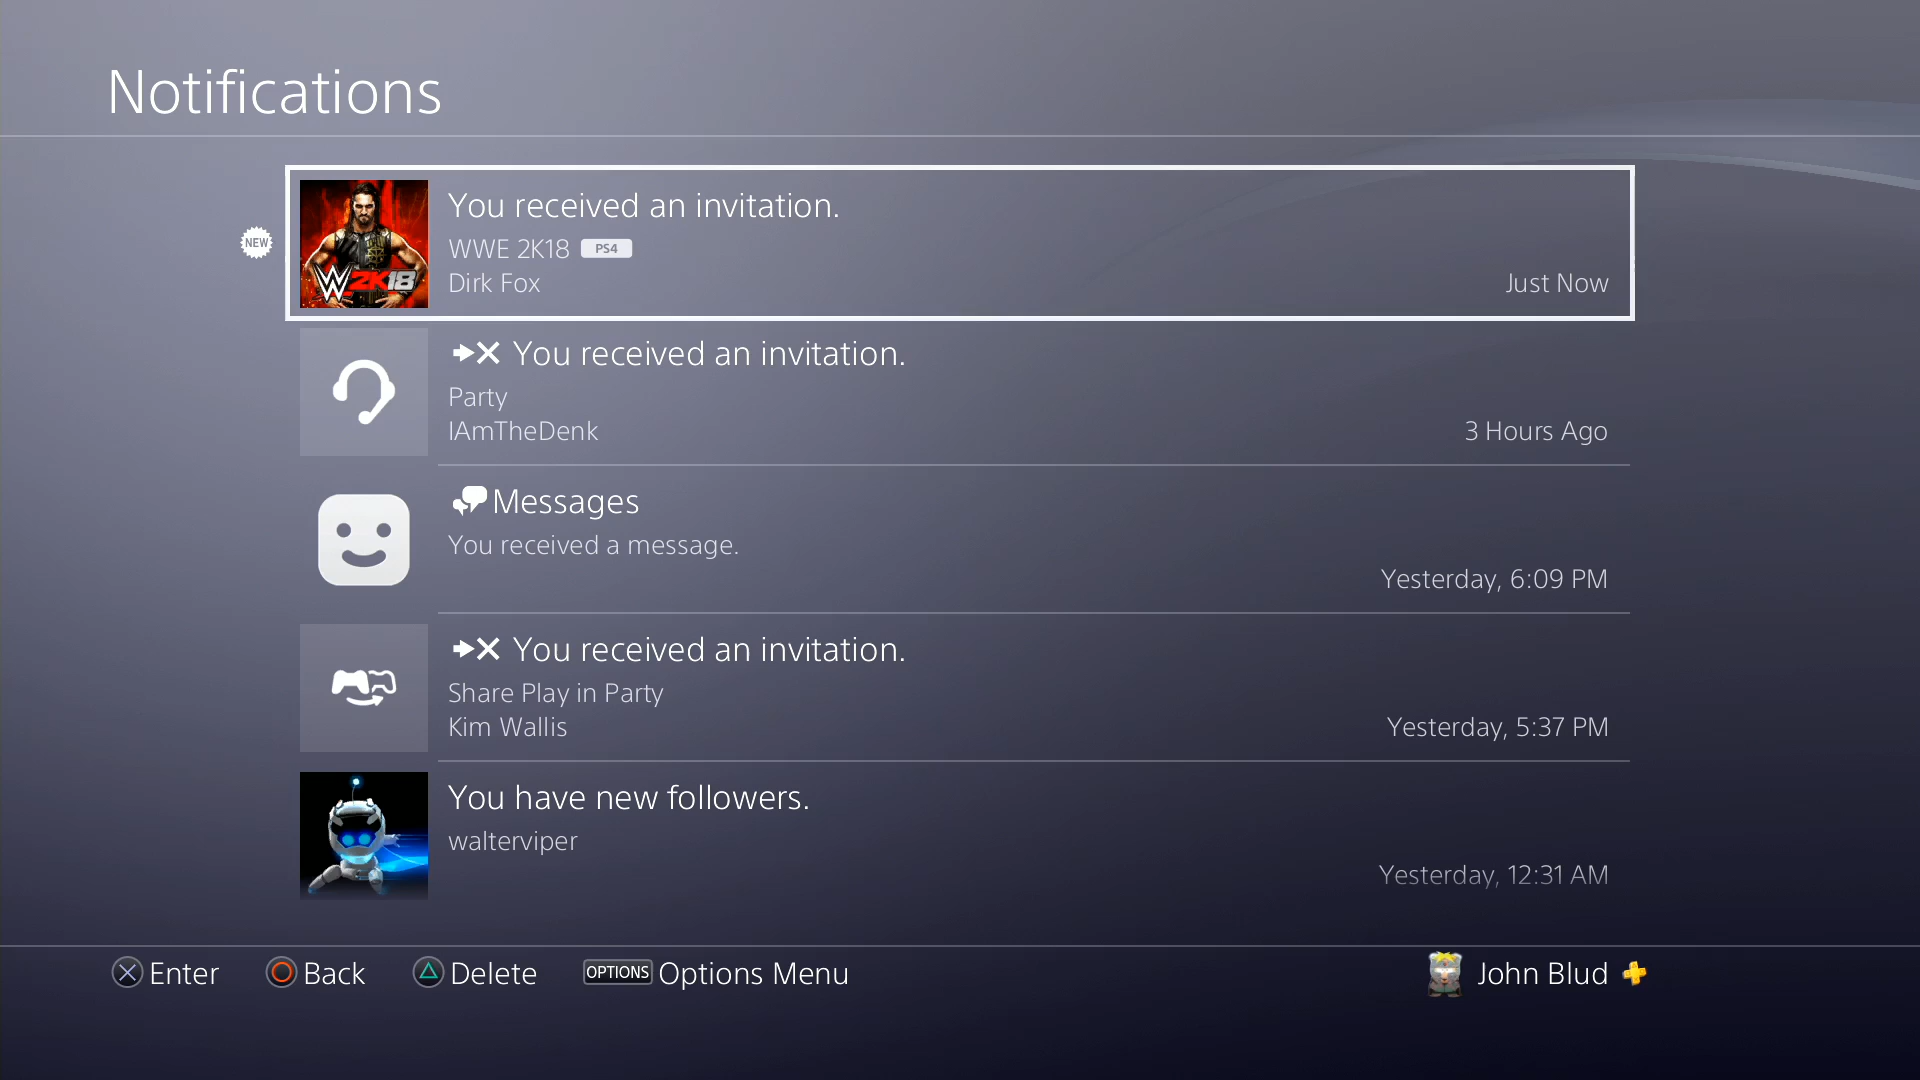 Notifications
NEW
You received an invitation.
WWE 2K18 PS4
Dirk Fox
Just Now
W 2K18
You received an invitation.
Party
IAmTheDenk
3 Hours Ago
Messages
You received a message.
Yesterday, 6:09 PM
You received an invitation.
Share Play in Party
Kim Wallis
Yesterday, 5:37 PM
You have new followers.
walterviper
Yesterday, 12:31 AM
Enter Back Delete OPTIONS Options Menu John Blud